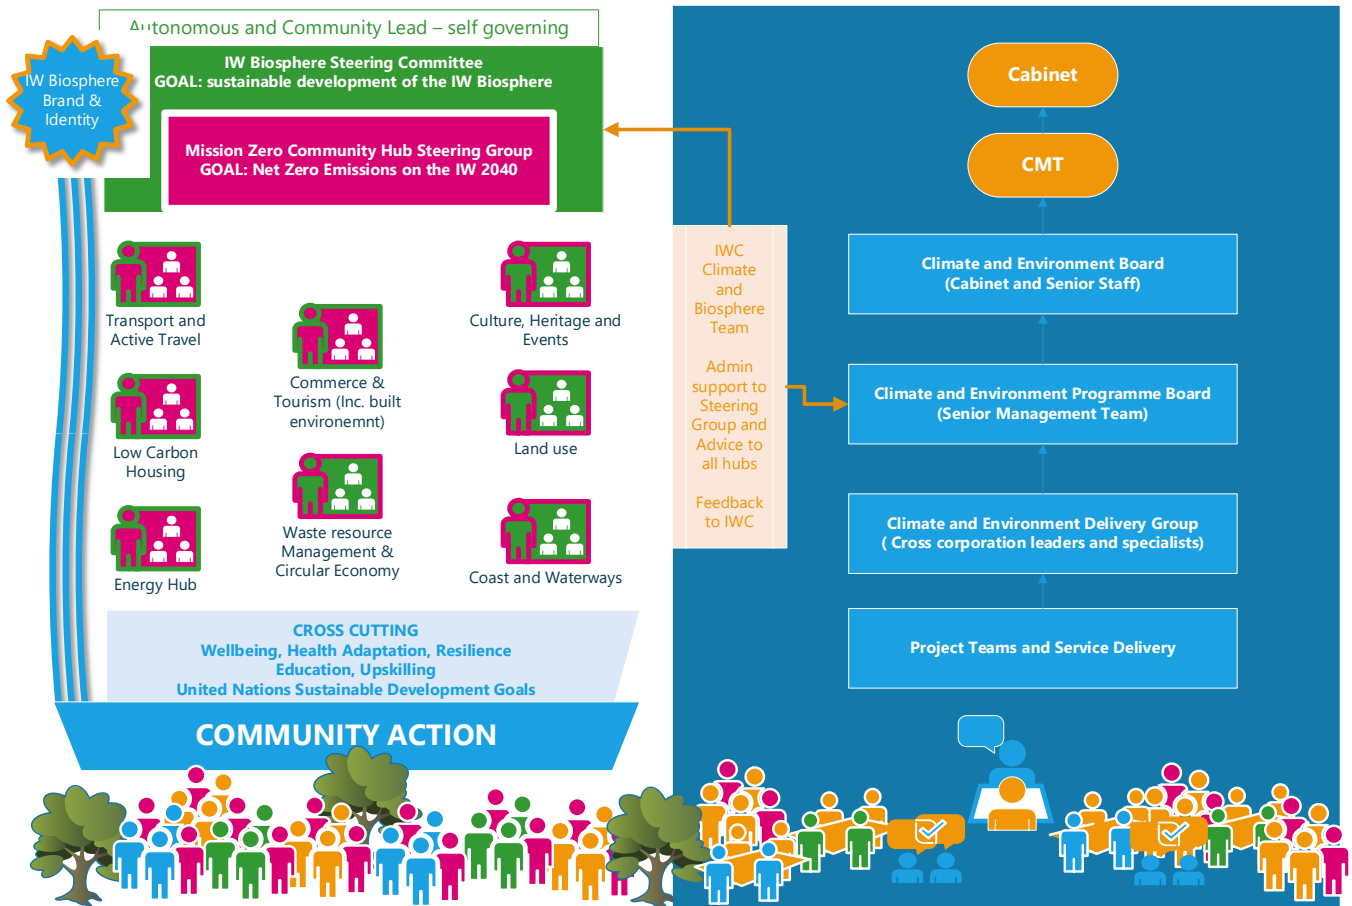 Autonomous and Community Lead – self governing
IW Biosphere
Brand &
Identity
IW Biosphere Steering Committee
GOAL: sustainable development of the IW Biosphere
Mission Zero Community Hub Steering Group
GOAL: Net Zero Emissions on the IW 2040
Transport and
Active Travel
Low Carbon
Housing
Energy Hub
Commerce &
Tourism (Inc. built
environemnt)
Waste resource
Management &
Circular Economy
Culture, Heritage and
Events
Land use
Coast and Waterways
CROSS CUTTING
Wellbeing, Health Adaptation, Resilience
Education, Upskilling
United Nations Sustainable Development Goals
COMMUNITY ACTION
IWC
Climate
and
Biosphere
Team
Admin
support to
Steering
Group and
Advice to
all hubs
Feedback
to IWC
Cabinet
CMT
Climate and Environment Board
(Cabinet and Senior Staff)
Climate and Environment Programme Board
(Senior Management Team)
Climate and Environment Delivery Group
( Cross corporation leaders and specialists)
Project Teams and Service Delivery